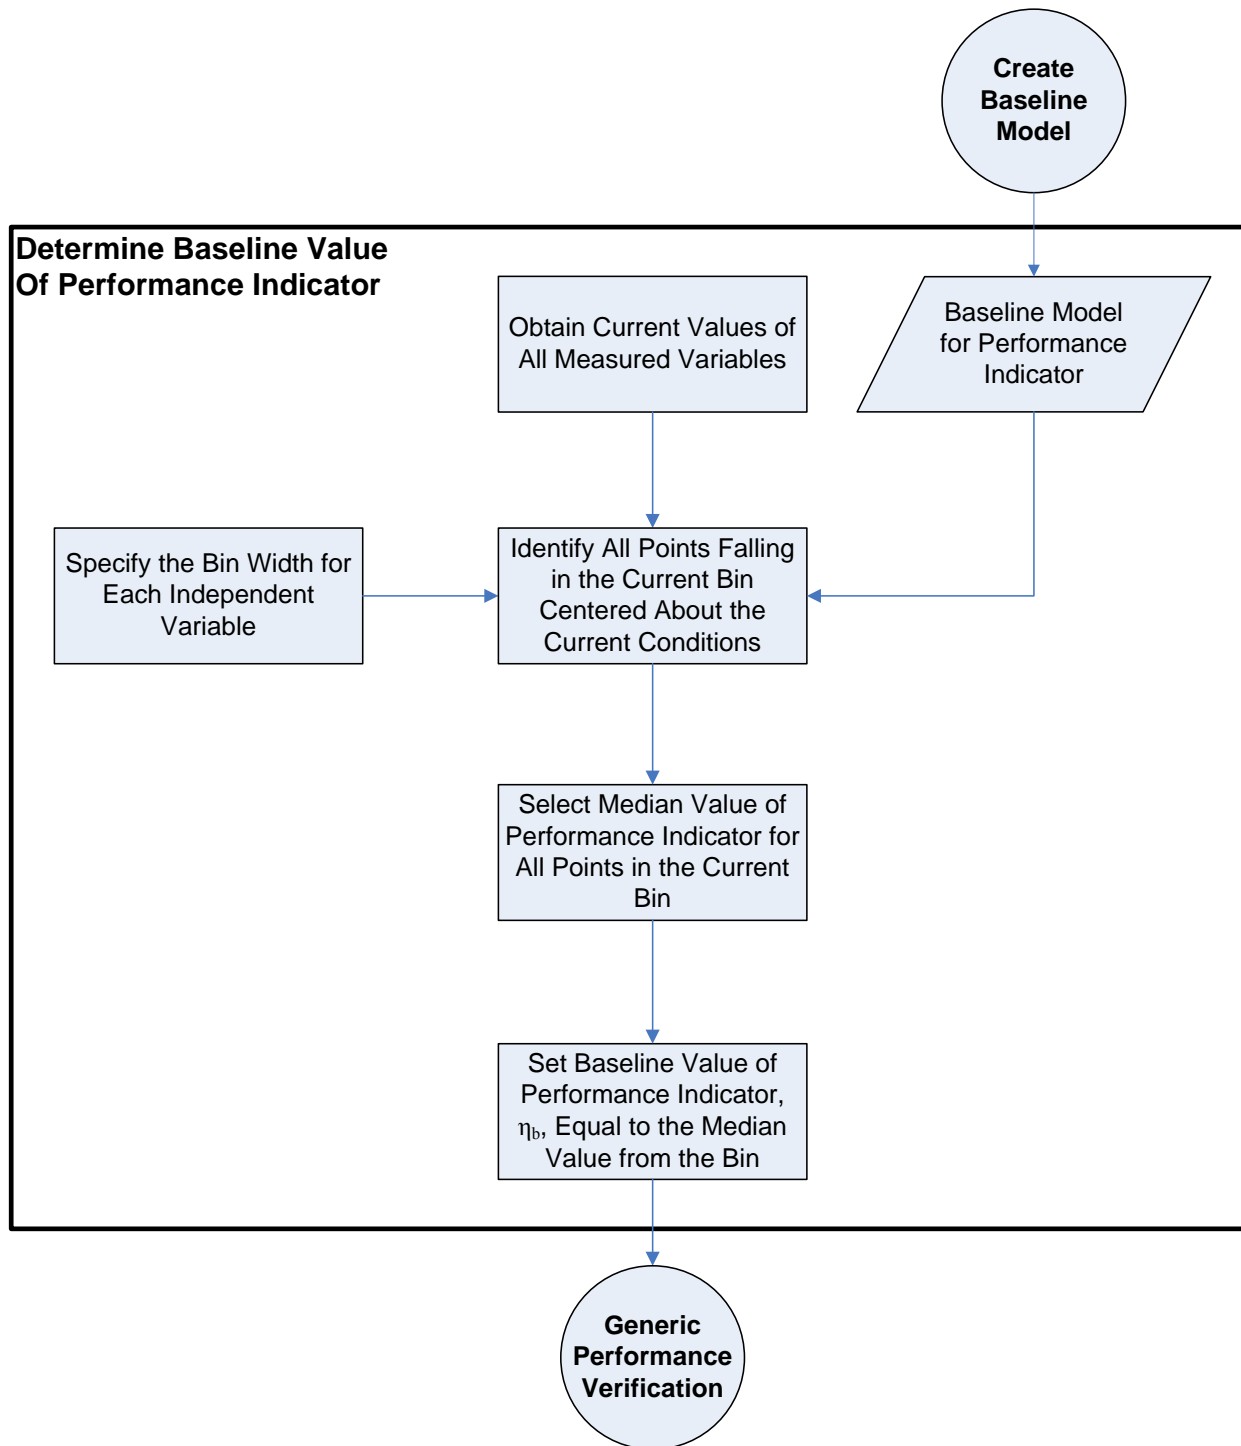 Create
Baseline
Model
Determine Baseline Value
Of Performance Indicator
Obtain Current Values of
All Measured Variables
Baseline Model
for Performance
Indicator
Specify the Bin Width for
Each Independent
Variable
Identify All Points Falling
in the Current Bin
Centered About the
Current Conditions
Select Median Value of
Performance Indicator for
All Points in the Current
Bin
Set Baseline Value of
Performance Indicator,
ηb, Equal to the Median
Value from the Bin
Generic
Performance
Verification